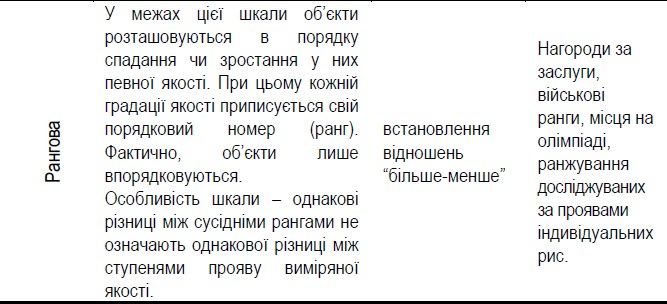 Рангова
У межах цієї шкали об’єкти
розташовуються в порядку
спадання чи зростання у них
певної якості. При цьому кожній
градації якості приписується свій
порядковий номер (ранг).
Фактично, об’єкти лише
впорядковуються.
Особливість шкали – однакові
різниці між сусідніми рангами не
означають однакової різниці між
ступенями прояву виміряної
якості.
встановлення
відношень
“більше-менше”
Нагороди за
заслуги,
військові
ранги, місця на
олімпіаді,
ранжування
досліджуваних
за проявами
індивідуальних
рис.